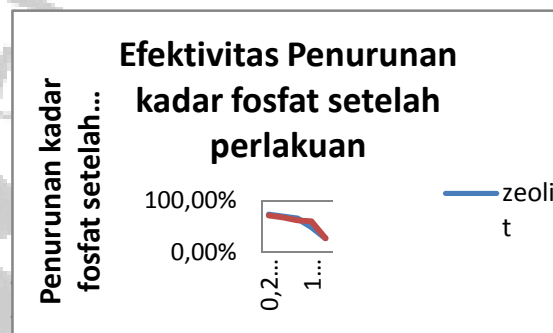 Efektivitas Penurunan
kadar fosfat setelah
perlakuan
Penurunan kadar
fosfat setelah...
100,00%
0,00%
0,2...
1...
zeoli
t